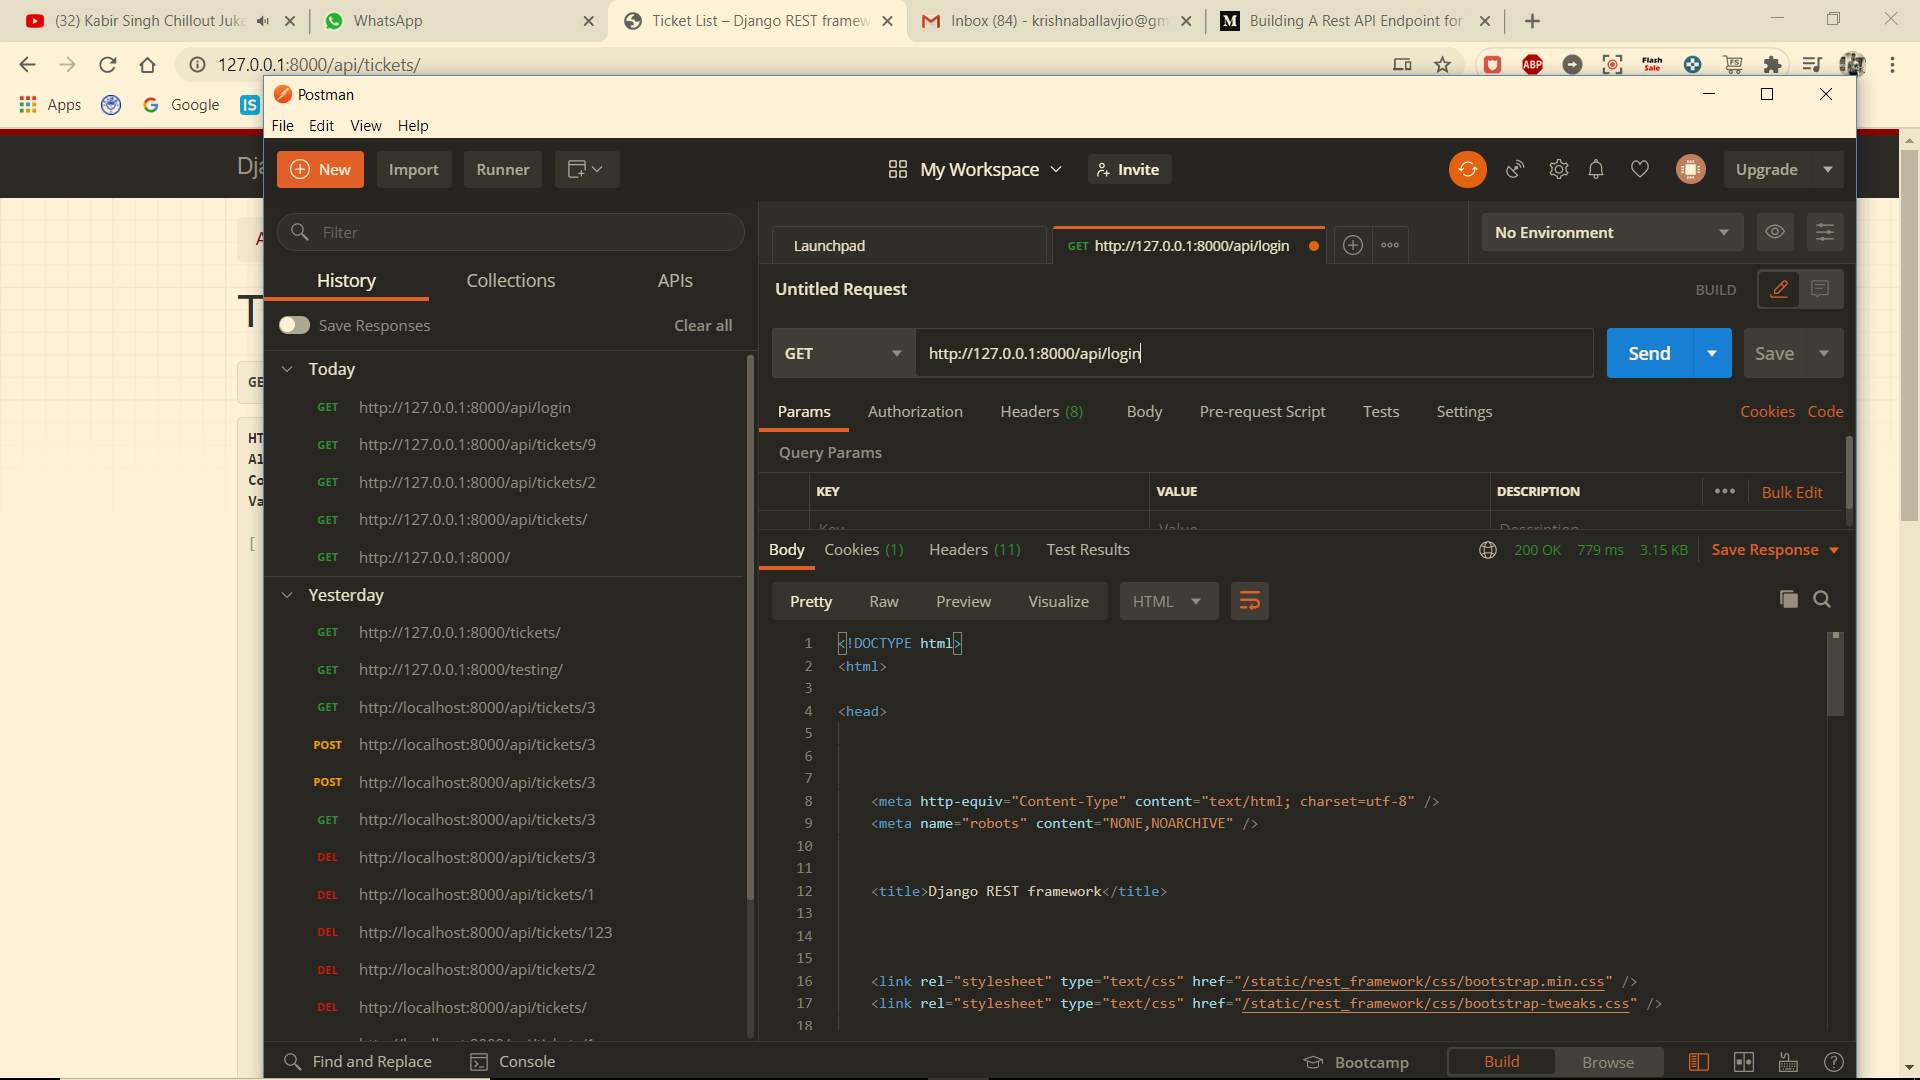 (32) Kabir Singh Chillout Juke
WhatsApp
Ticket List – Django REST framew
Inbox (84) - krishnaballavjio@gm
Building A Rest API Endpoint for
127.0.0.1:8000/api/tickets/
ABP
Flash Sale
FS
Apps
Google
IS
Postman
File Edit View Help
Dja
New
Import
Runner
My Workspace
Invite
Upgrade
Filter
Launchpad
GET http://127.0.0.1:8000/api/login
No Environment
History
Collections
APIs
Untitled Request
BUILD
Save Responses
Clear all
GET
http://127.0.0.1:8000/api/login
Send
Save
Today
GET http://127.0.0.1:8000/api/login
GET http://127.0.0.1:8000/api/tickets/9
GET http://127.0.0.1:8000/api/tickets/2
GET http://127.0.0.1:8000/api/tickets/
GET http://127.0.0.1:8000/
Yesterday
GET http://127.0.0.1:8000/tickets/
GET http://127.0.0.1:8000/testing/
GET http://localhost:8000/api/tickets/3
POST http://localhost:8000/api/tickets/3
POST http://localhost:8000/api/tickets/3
GET http://localhost:8000/api/tickets/3
DEL http://localhost:8000/api/tickets/3
DEL http://localhost:8000/api/tickets/1
DEL http://localhost:8000/api/tickets/123
DEL http://localhost:8000/api/tickets/2
DEL http://localhost:8000/api/tickets/
Params Authorization Headers (8) Body Pre-request Script Tests Settings
Cookies Code
Query Params
KEY VALUE DESCRIPTION
Bulk Edit
Key Value Description
Body Cookies (1) Headers (11) Test Results
200 OK 779 ms 3.15 KB Save Response
Pretty Raw Preview Visualize HTML
1 <!DOCTYPE html>
2 <html>
3
4 <head>
5
6
7
8 <meta http-equiv="Content-Type" content="text/html; charset=utf-8" />
9 <meta name="robots" content="NONE,NOARCHIVE" />
10
11
12 <title>Django REST framework</title>
13
14
15
16 <link rel="stylesheet" type="text/css" href="/static/rest_framework/css/bootstrap.min.css" />
17 <link rel="stylesheet" type="text/css" href="/static/rest_framework/css/bootstrap-tweaks.css" />
18
T
GE
HT
Al
Co
Va
[
Find and Replace
Console
Bootcamp
Build
Browse